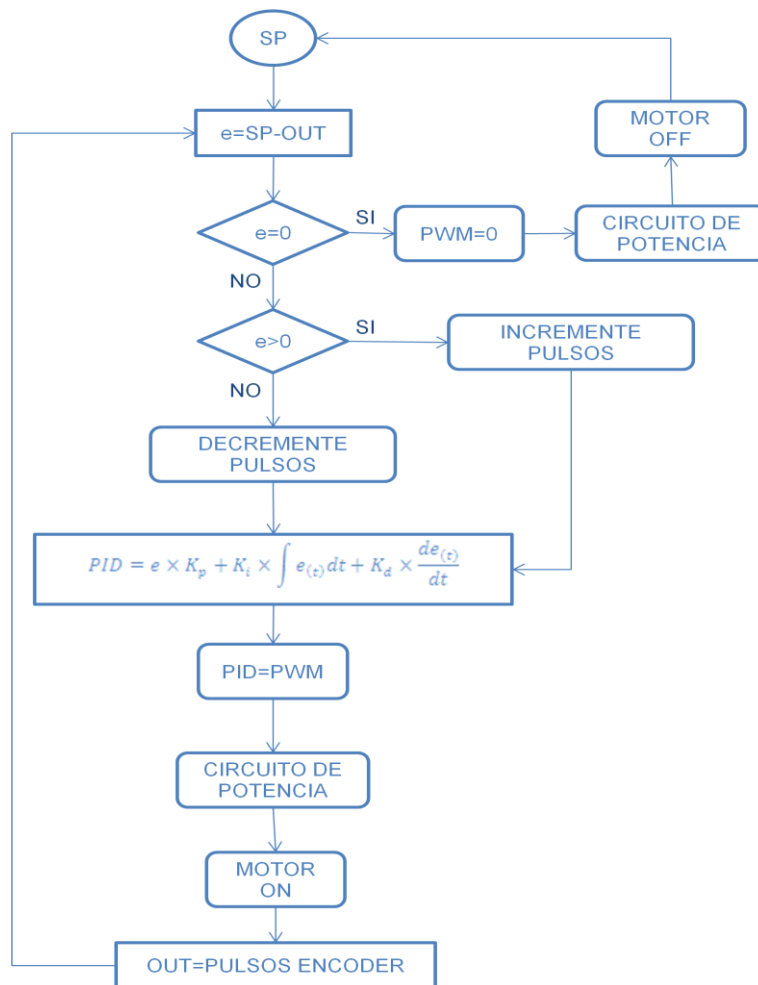 SP
e=SP-OUT
MOTOR
OFF
e=0
SI
PWM=0
CIRCUITO DE
POTENCIA
NO
e>0
SI
INCREMENTE
PULSOS
NO
DECREMENTE
PULSOS
PID = e × K_p + K_i × ∫ e_(t) dt + K_d × de_(t)/dt
PID=PWM
CIRCUITO DE
POTENCIA
MOTOR
ON
OUT=PULSOS ENCODER